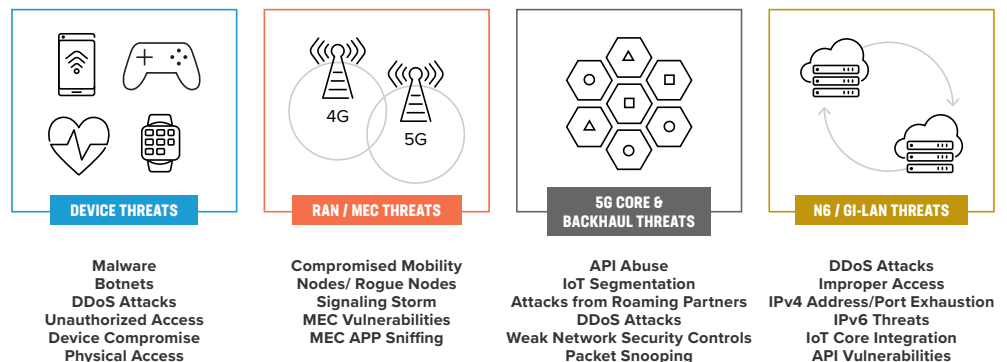 4G
5G
DEVICE THREATS
Malware
Botnets
DDoS Attacks
Unauthorized Access
Device Compromise
Physical Access
RAN / MEC THREATS
Compromised Mobility
Nodes/ Rogue Nodes
Signaling Storm
MEC Vulnerabilities
MEC APP Sniffing
5G CORE &
BACKHAUL THREATS
API Abuse
IoT Segmentation
Attacks from Roaming Partners
DDoS Attacks
Weak Network Security Controls
Packet Snooping
N6 / GI-LAN THREATS
DDoS Attacks
Improper Access
IPv4 Address/Port Exhaustion
IPv6 Threats
IoT Core Integration
API Vulnerabilities